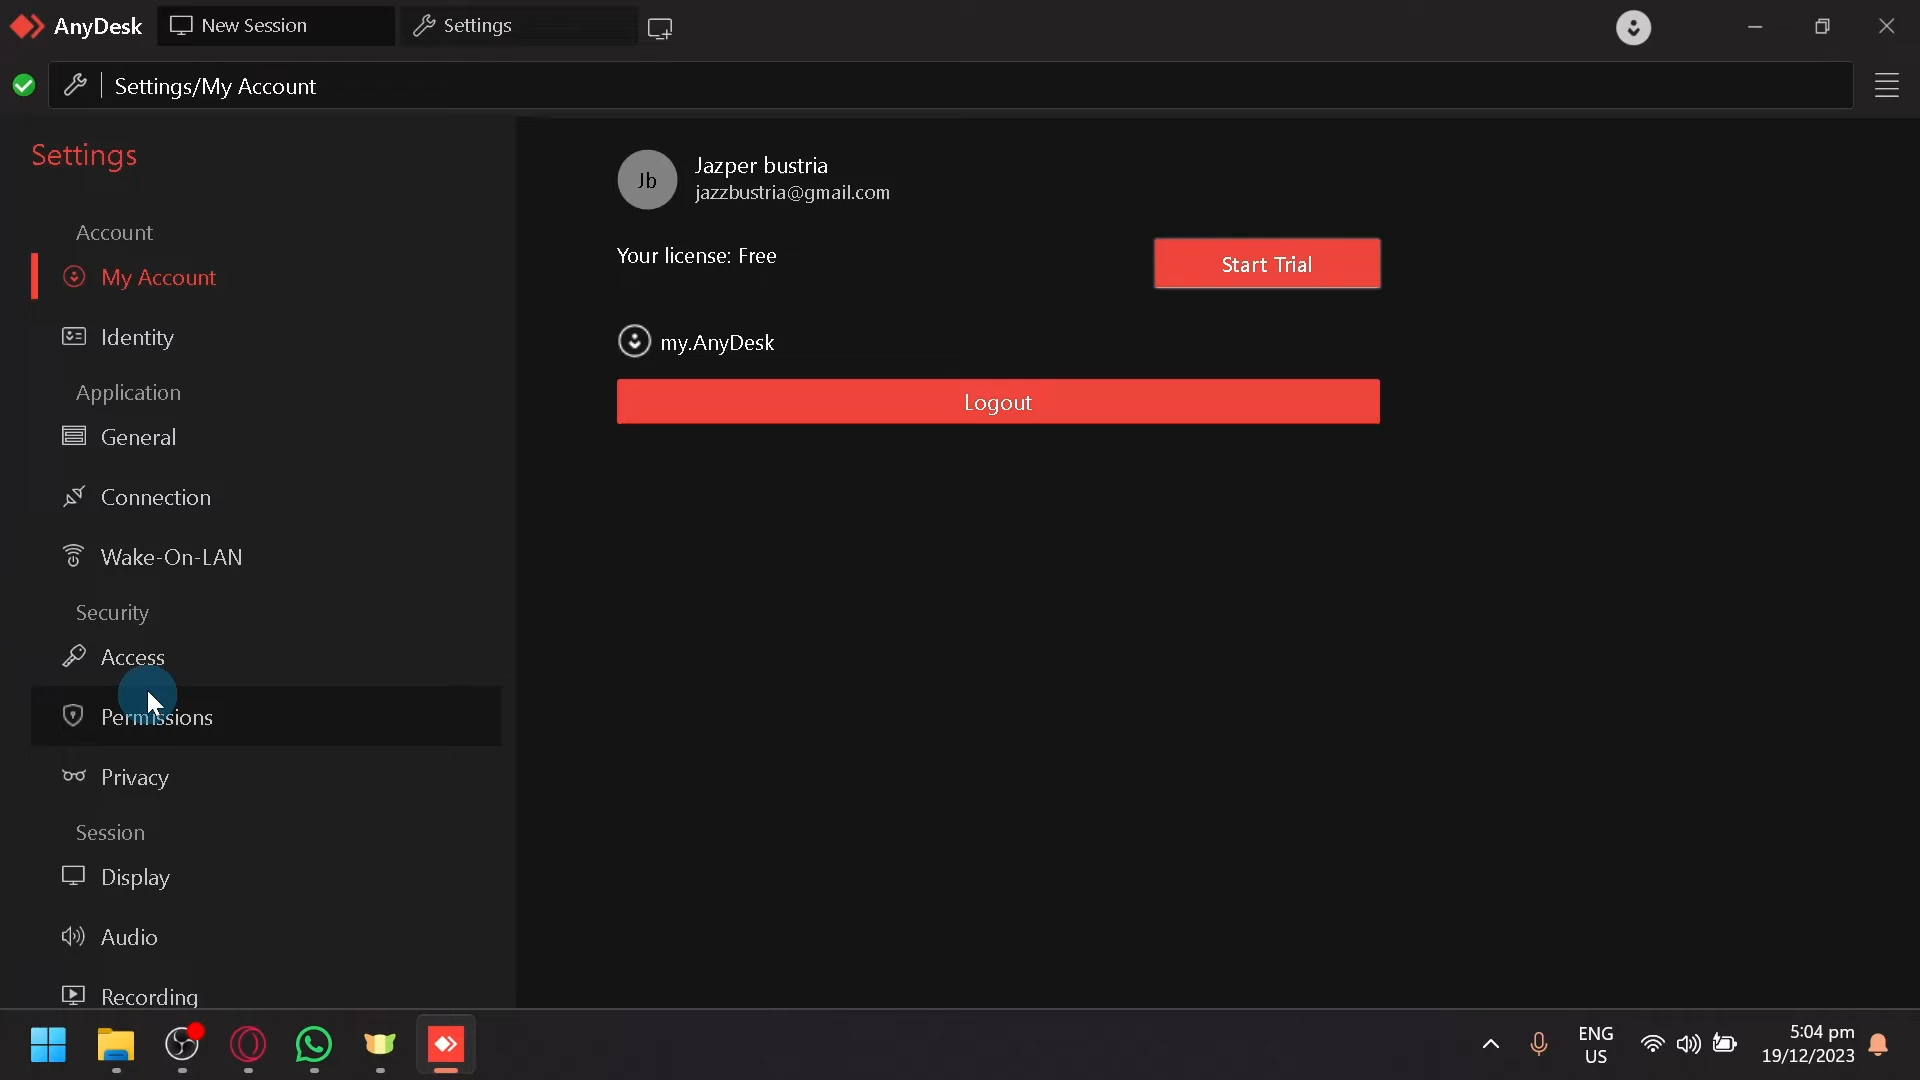 AnyDesk
New Session
Settings
Settings/My Account
Settings
Account
My Account
Identity
Application
General
Connection
Wake-On-LAN
Security
Access
Permissions
Privacy
Session
Display
Audio
Recording
Jb
Jazper bustria
jazzbustria@gmail.com
Your license: Free
Start Trial
my.AnyDesk
Logout
ENG
US
5:04 pm
19/12/2023